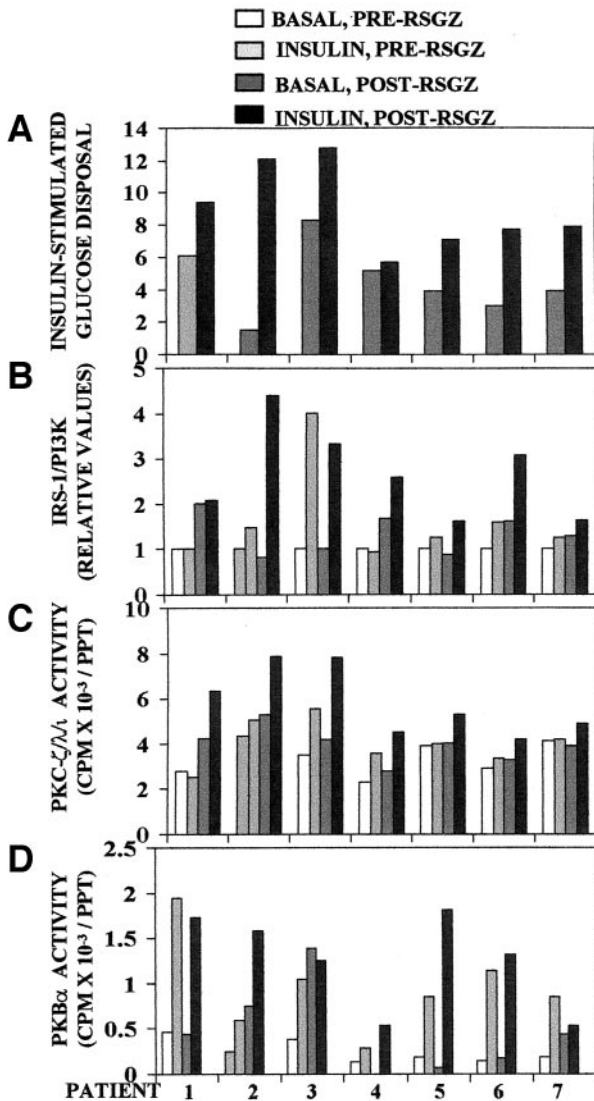 BASAL, PRE-RSGZ
INSULIN, PRE-RSGZ
BASAL, POST-RSGZ
INSULIN, POST-RSGZ
A
INSULIN-STIMULATED
GLUCOSE DISPOSAL
14
12
10
8
6
4
2
0
B
IRS-1/PI3K
(RELATIVE VALUES)
5
4
3
2
1
0
C
PKC-ζ/λ/ι ACTIVITY
(CPM X 10-3 / PPT)
10
8
6
4
2
0
D
PKBα ACTIVITY
(CPM X 10-3 / PPT)
2.5
2
1.5
1
0.5
0
PATIENT 1 2 3 4 5 6 7